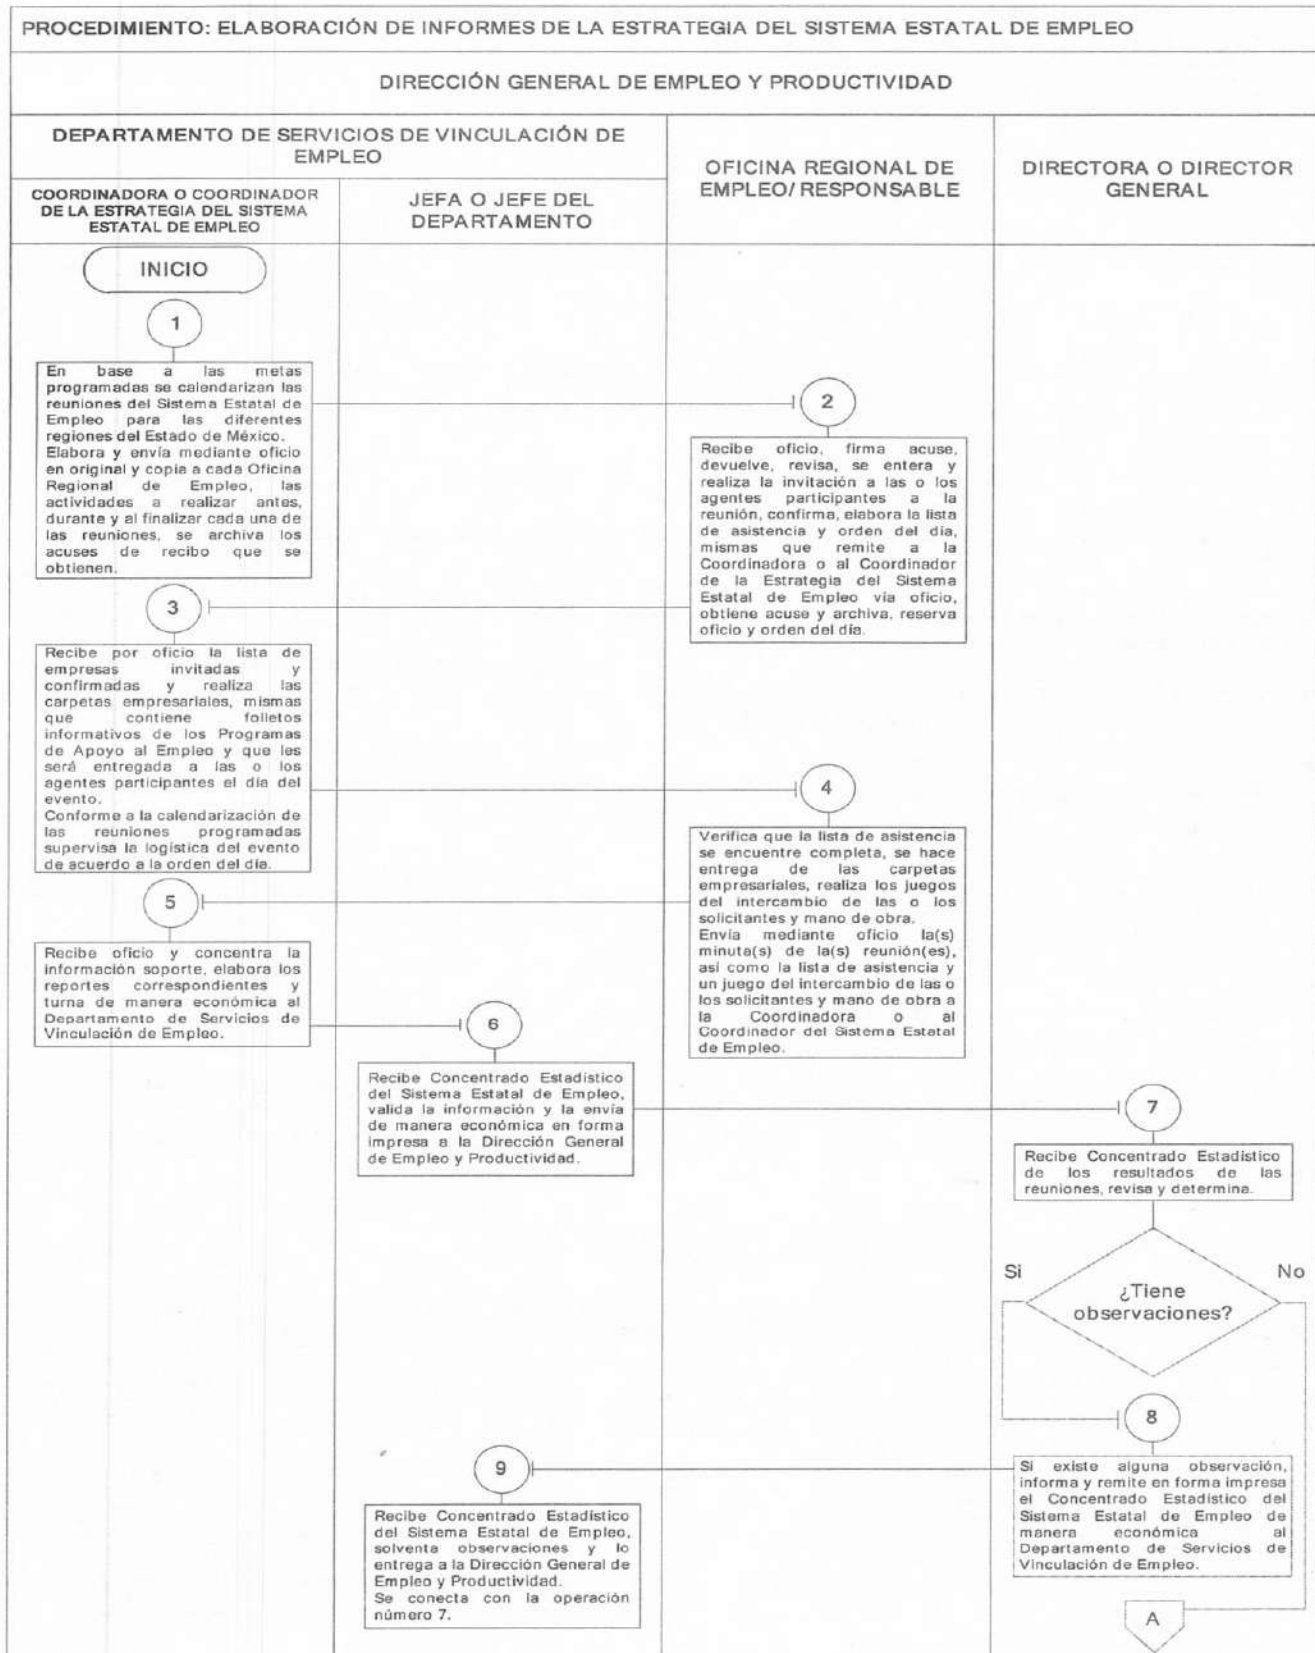 PROCEDIMIENTO: ELABORACIÓN DE INFORMES DE LA ESTRATEGIA DEL SISTEMA ESTATAL DE EMPLEO
DIRECCIÓN GENERAL DE EMPLEO Y PRODUCTIVIDAD
DEPARTAMENTO DE SERVICIOS DE VINCULACIÓN DE
EMPLEO
OFICINA REGIONAL DE
EMPLEO/ RESPONSABLE
DIRECTORA O DIRECTOR
GENERAL
COORDINADORA O COORDINADOR
DE LA ESTRATEGIA DEL SISTEMA
ESTATAL DE EMPLEO
JEFA O JEFE DEL
DEPARTAMENTO
INICIO
1
En base a las metas
programadas se calendarizan las
reuniones del Sistema Estatal de
Empleo para las diferentes
regiones del Estado de México.
Elabora y envía mediante oficio
en original y copia a cada Oficina
Regional de Empleo, las
actividades a realizar antes,
durante y al finalizar cada una de
las reuniones, se archiva los
acuses de recibo que se
obtienen.
2
Recibe oficio, firma acuse,
devuelve, revisa, se entera y
realiza la invitación a las o los
agentes participantes a la
reunión, confirma, elabora la lista
de asistencia y orden del día,
mismas que remite a la
Coordinadora o al Coordinador
de la Estrategia del Sistema
Estatal de Empleo vía oficio,
obtiene acuse y archiva, reserva
oficio y orden del día.
3
Recibe por oficio la lista de
empresas invitadas y
confirmadas y realiza las
carpetas empresariales, mismas
que contiene folletos
informativos de los Programas
de Apoyo al Empleo y que les
será entregada a las o los
agentes participantes el día del
evento.
Conforme a la calendarización de
las reuniones programadas
supervisa la logística del evento
de acuerdo a la orden del día.
4
Verifica que la lista de asistencia
se encuentre completa, se hace
entrega de las carpetas
empresariales, realiza los juegos
del intercambio de las o los
solicitantes y mano de obra.
Envía mediante oficio la(s)
minuta(s) de la(s) reunión(es),
así como la lista de asistencia y
un juego del intercambio de las o
los solicitantes y mano de obra a
la Coordinadora o al
Coordinador del Sistema Estatal
de Empleo.
5
Recibe oficio y concentra la
información soporte, elabora los
reportes correspondientes y
turna de manera económica al
Departamento de Servicios de
Vinculación de Empleo.
6
Recibe Concentrado Estadístico
del Sistema Estatal de Empleo,
valida la información y la envía
de manera económica en forma
impresa a la Dirección General
de Empleo y Productividad.
7
Recibe Concentrado Estadístico
de los resultados de las
reuniones, revisa y determina.
Si
No
¿Tiene
observaciones?
8
Si existe alguna observación,
informa y remite en forma impresa
el Concentrado Estadístico del
Sistema Estatal de Empleo de
manera económica al
Departamento de Servicios de
Vinculación de Empleo.
9
Recibe Concentrado Estadístico
del Sistema Estatal de Empleo,
solventa observaciones y lo
entrega a la Dirección General de
Empleo y Productividad.
Se conecta con la operación
número 7.
A